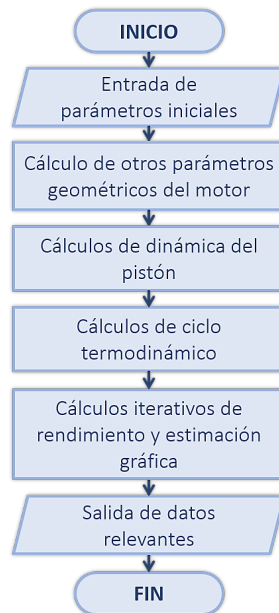 INICIO
Entrada de
parámetros iniciales
Cálculo de otros parámetros
geométricos del motor
Cálculos de dinámica del
pistón
Cálculos de ciclo
termodinámico
Cálculos iterativos de
rendimiento y estimación
gráfica
Salida de datos
relevantes
FIN